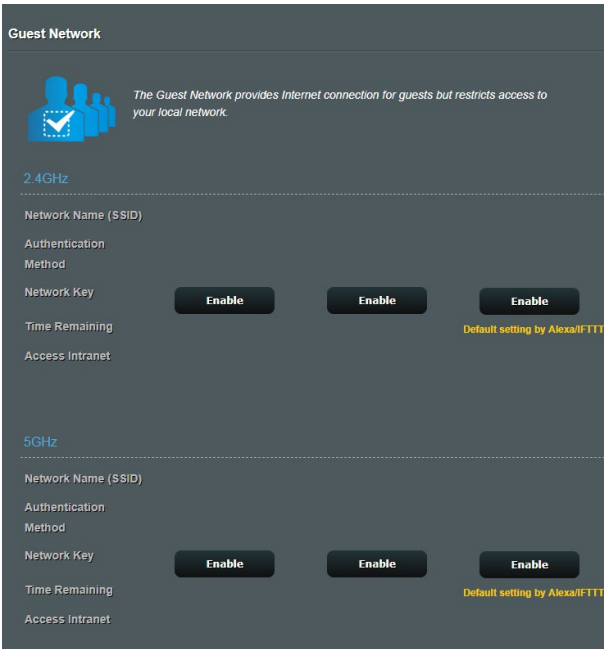 Guest Network
The Guest Network provides Internet connection for guests but restricts access to
your local network.
2.4GHz
Network Name (SSID)
Authentication
Method
Network Key
Enable Enable Enable
Time Remaining
Default setting by Alexa/IFTTT
Access Intranet
5GHz
Network Name (SSID)
Authentication
Method
Network Key
Enable Enable Enable
Time Remaining
Default setting by Alexa/IFTTT
Access Intranet